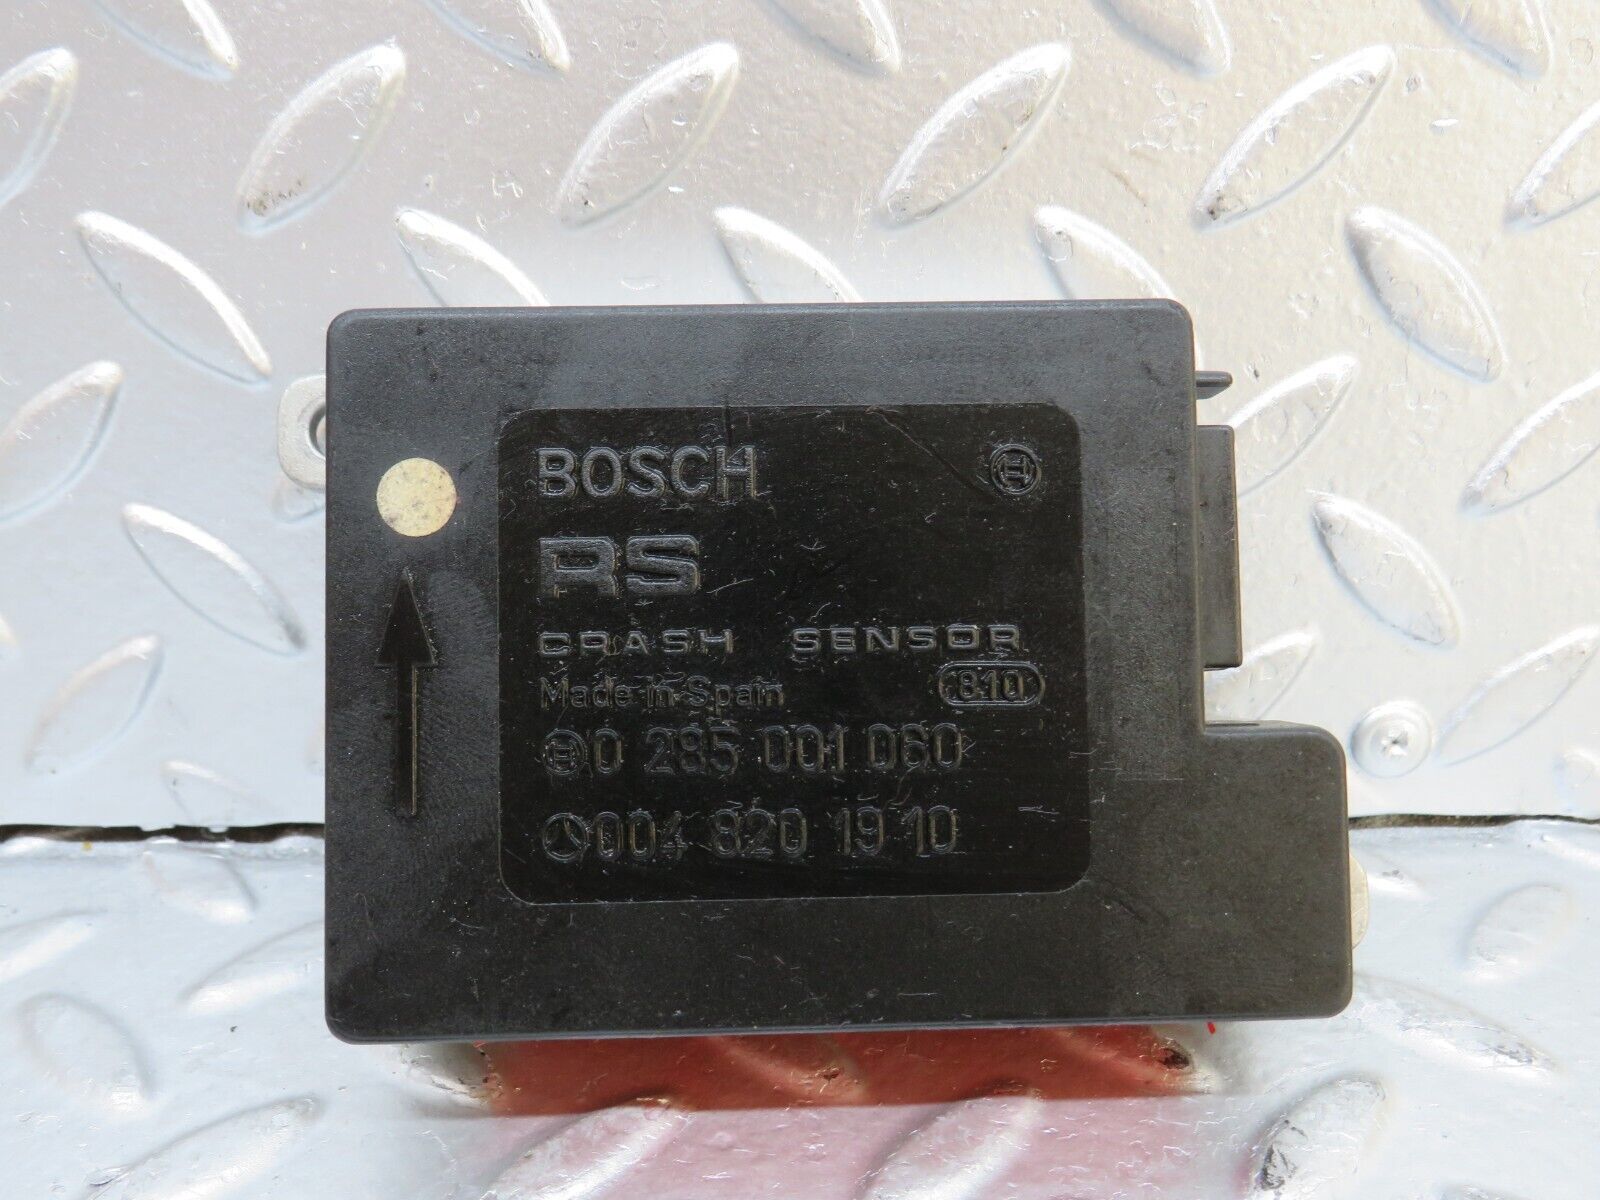 BOSCH
RS
CRASH SENSOR
Made in Spain 810
0 285 001 060
004 820 19 10